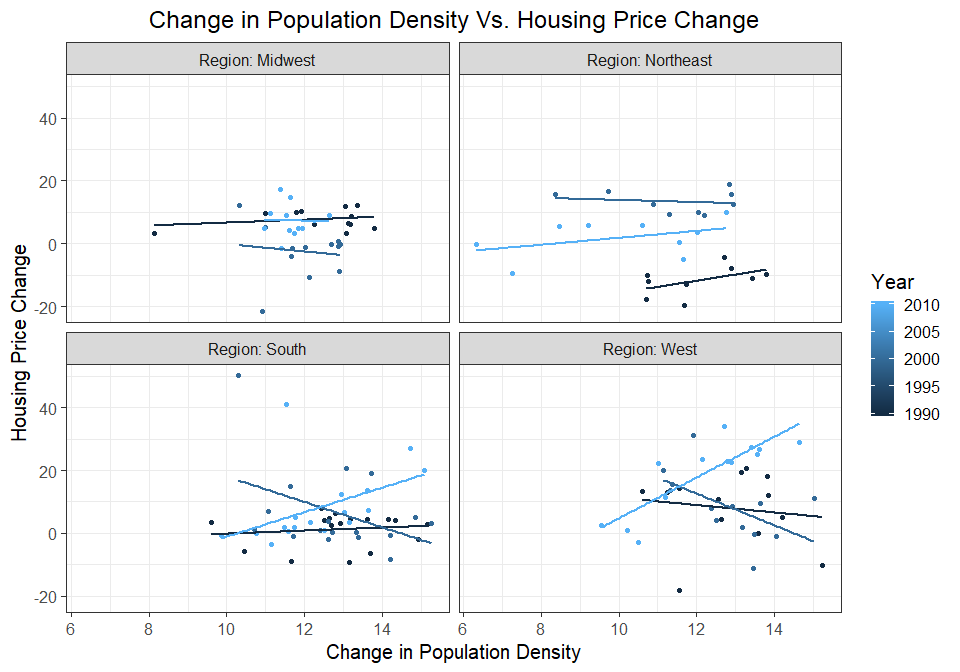 Change in Population Density Vs. Housing Price Change
Region: Midwest
Region: Northeast
40
20
0
-20
Region: South
Region: West
40
20
0
-20
6 8 10 12 14
6 8 10 12 14
Housing Price Change
Change in Population Density
Year
2010
2005
2000
1995
1990